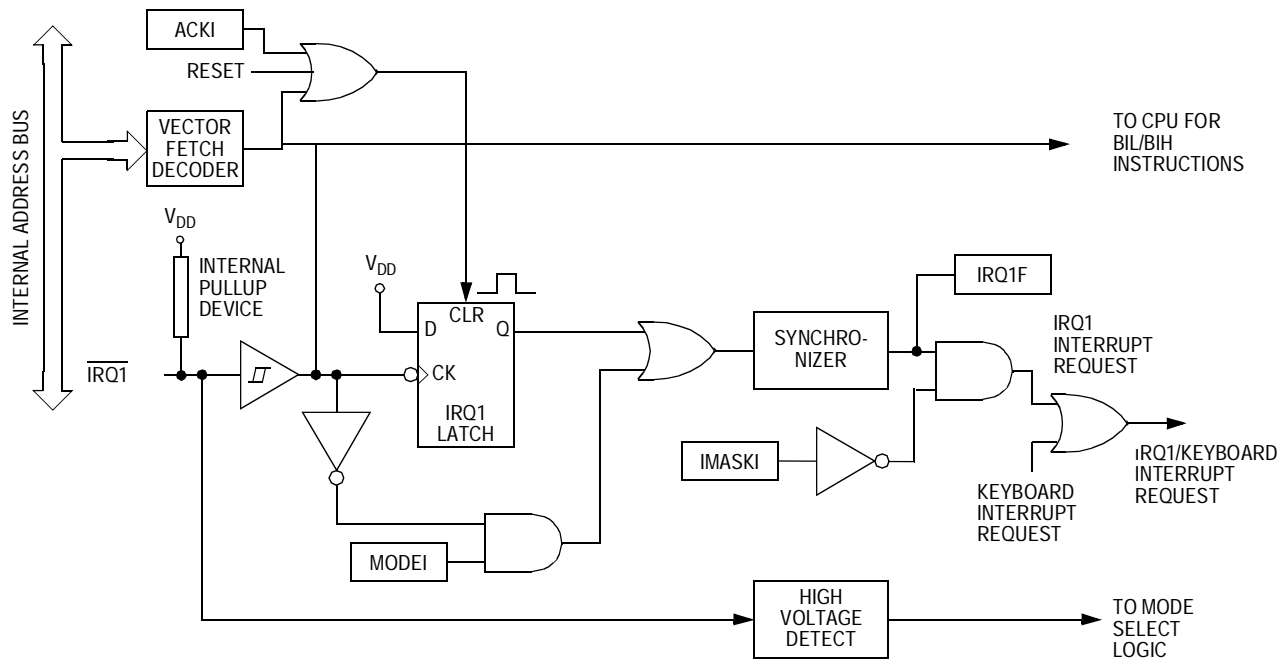 ACKI
RESET
INTERNAL ADDRESS BUS
VECTOR
FETCH
DECODER
TO CPU FOR
BIL/BIH
INSTRUCTIONS
VDD
INTERNAL
PULLUP
DEVICE
VDD
CLR
D
Q
CK
IRQ1
LATCH
IRQ1
SYNCHRO-
NIZER
IRQ1F
IRQ1
INTERRUPT
REQUEST
IMASKI
KEYBOARD
INTERRUPT
REQUEST
IRQ1/KEYBOARD
INTERRUPT
REQUEST
MODEI
HIGH
VOLTAGE
DETECT
TO MODE
SELECT
LOGIC